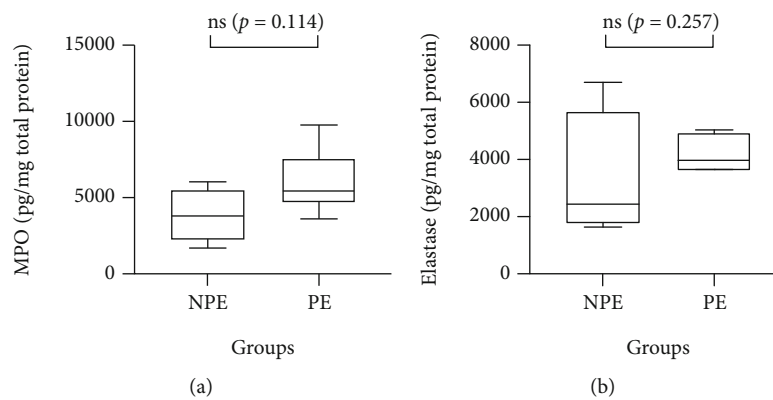 ns (p = 0.114)
15000
10000
5000
0
MPO (pg/mg total protein)
NPE
PE
Groups
(a)
ns (p = 0.257)
8000
6000
4000
2000
0
Elastase (pg/mg total protein)
NPE
PE
Groups
(b)